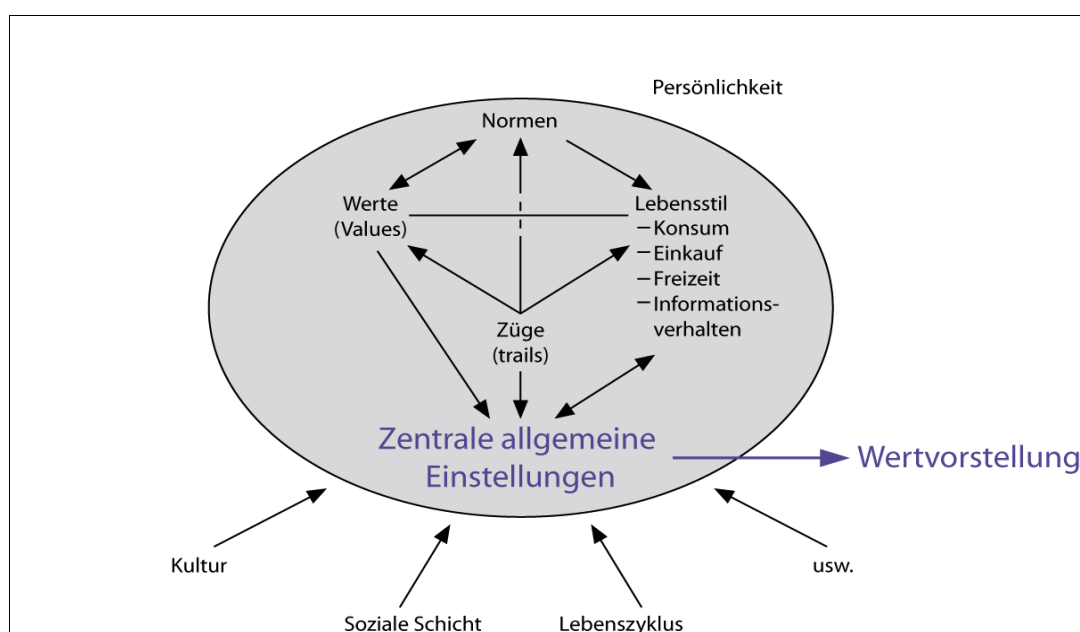 Persönlichkeit
Normen
Werte
(Values)
Lebensstil
–Konsum
–Einkauf
–Freizeit
–Informations-
verhalten
Züge
(trails)
Zentrale allgemeine
Einstellungen
Wertvorstellung
Kultur
usw.
Soziale Schicht
Lebenszyklus